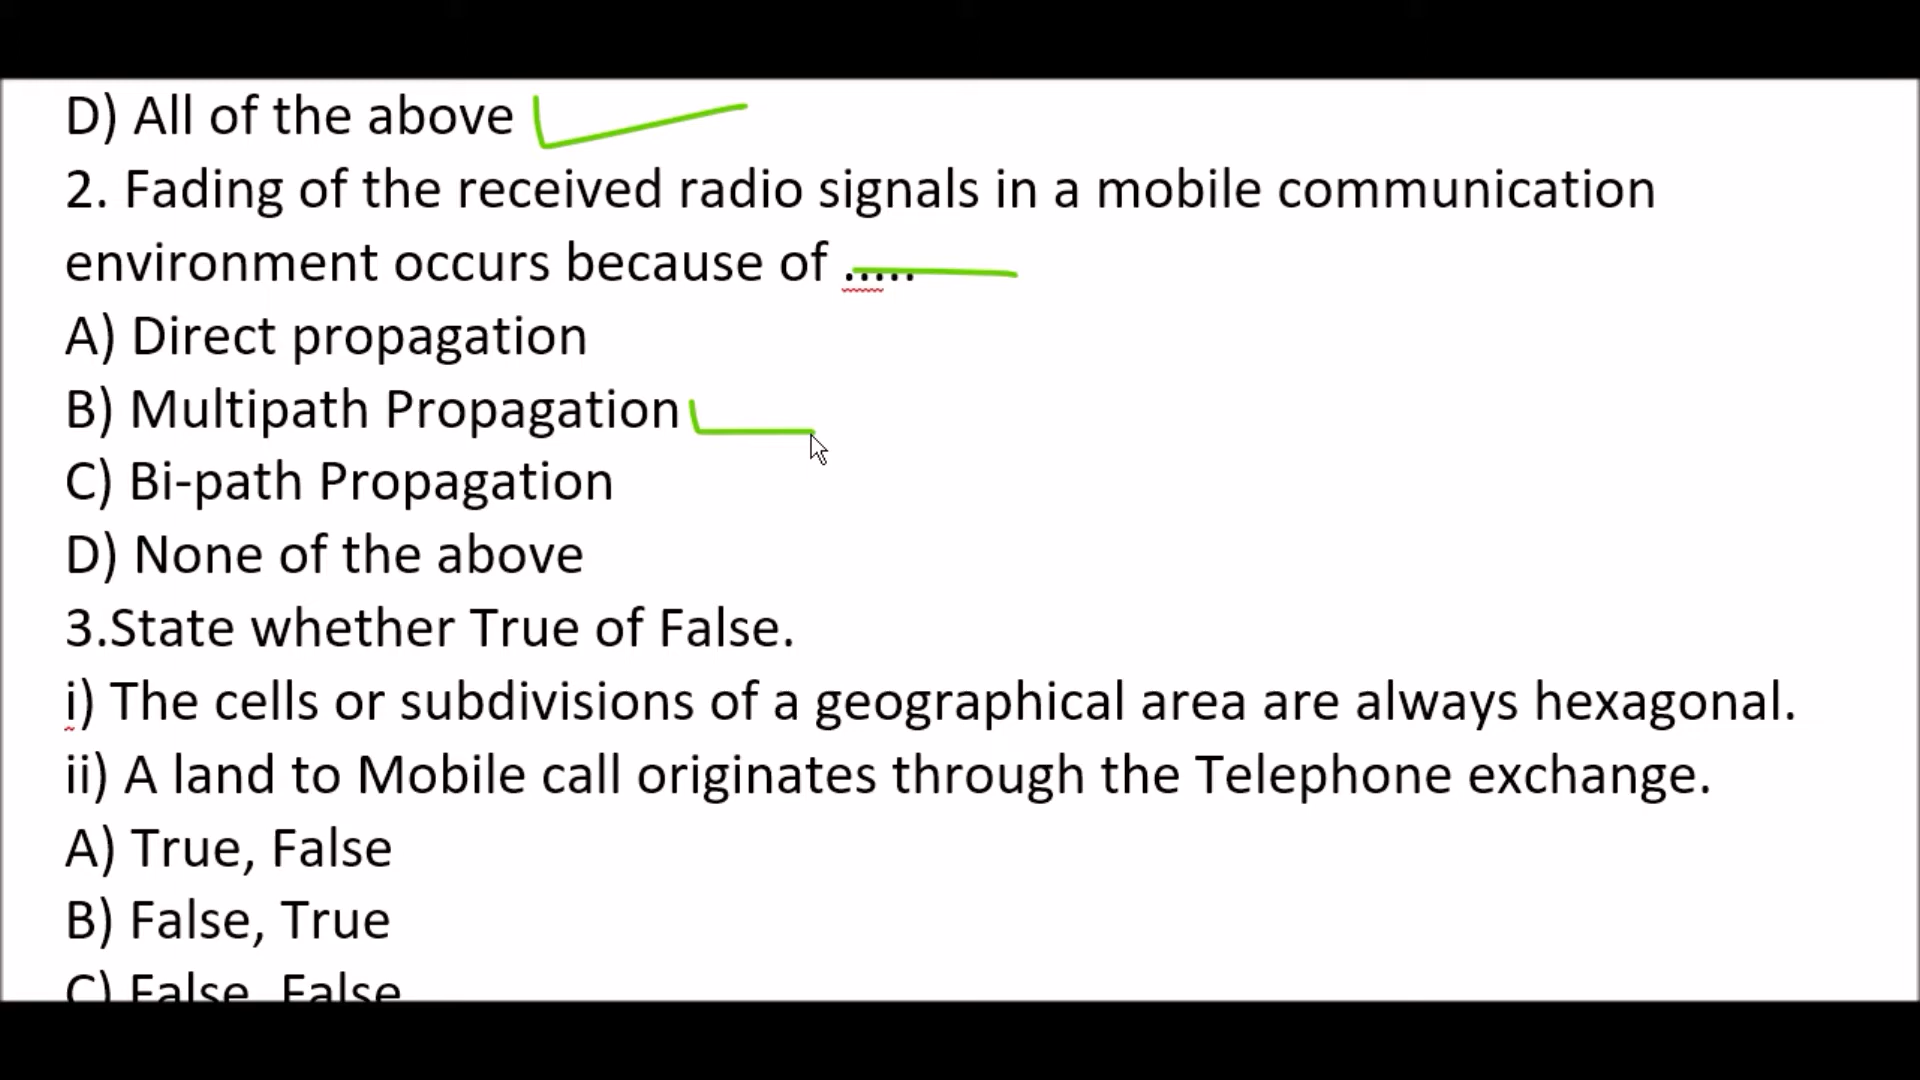 D) All of the above
2. Fading of the received radio signals in a mobile communication
environment occurs because of .....
A) Direct propagation
B) Multipath Propagation
C) Bi-path Propagation
D) None of the above
3.State whether True of False.
i) The cells or subdivisions of a geographical area are always hexagonal.
ii) A land to Mobile call originates through the Telephone exchange.
A) True, False
B) False, True
C) False, False